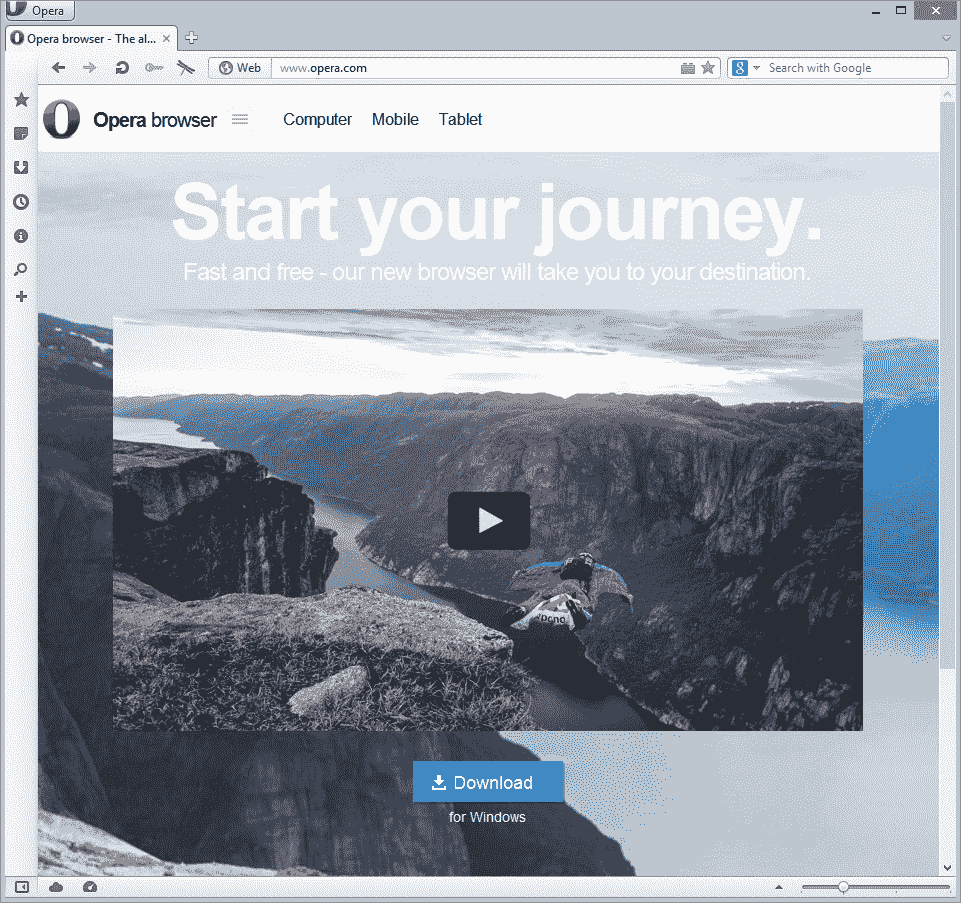 Opera
Opera browser - The al...
Web
www.opera.com
Search with Google
Opera browser
Computer
Mobile
Tablet
Start your journey.
Fast and free - our new browser will take you to your destination.
Download
for Windows